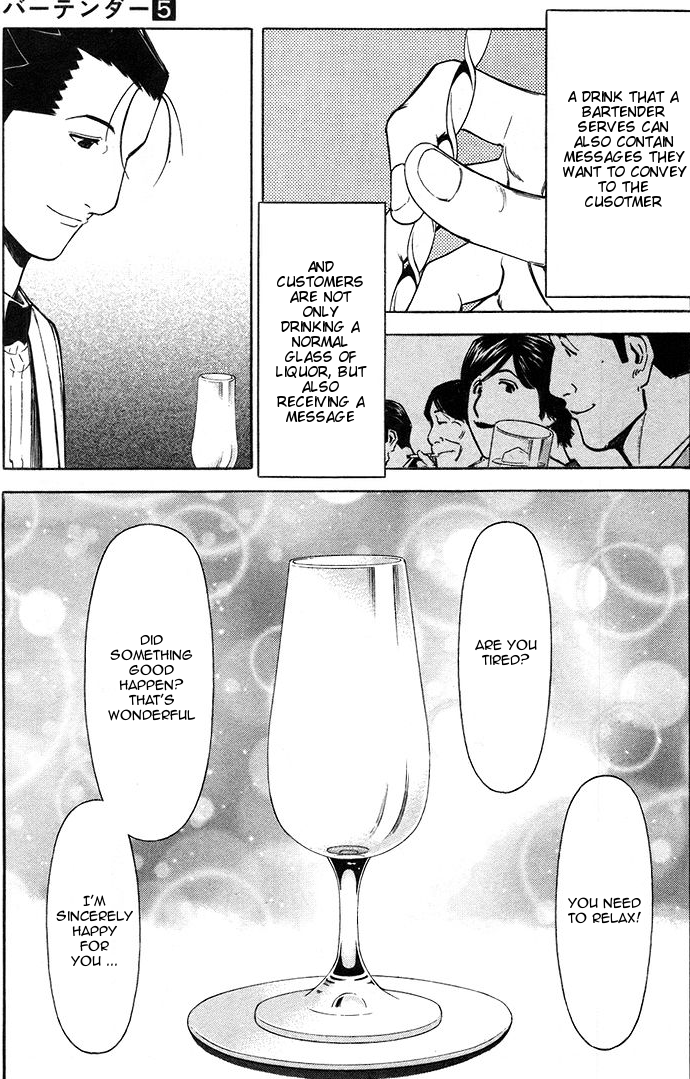 バーテンダー5
A DRINK THAT A
BARTENDER
SERVES CAN
ALSO CONTAIN
MESSAGES THEY
WANT TO CONVEY
TO THE
CUSOTMER
AND
CUSTOMERS
ARE NOT
ONLY
DRINKING A
NORMAL
GLASS OF
LIQUOR, BUT
ALSO
RECEIVING A
MESSAGE
ARE YOU
TIRED?
YOU NEED
TO RELAX!
DID
SOMETHING
GOOD
HAPPEN?
THAT'S
WONDERFUL
I'M
SINCERELY
HAPPY
FOR
YOU ...